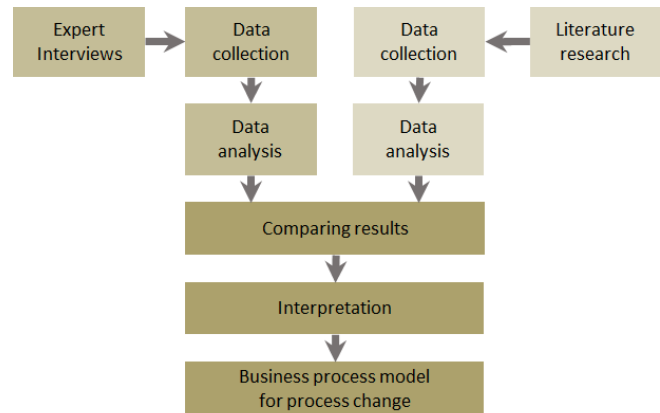 Expert
Interviews
Data
collection
Data
collection
Literature
research
Data
analysis
Data
analysis
Comparing results
Interpretation
Business process model
for process change